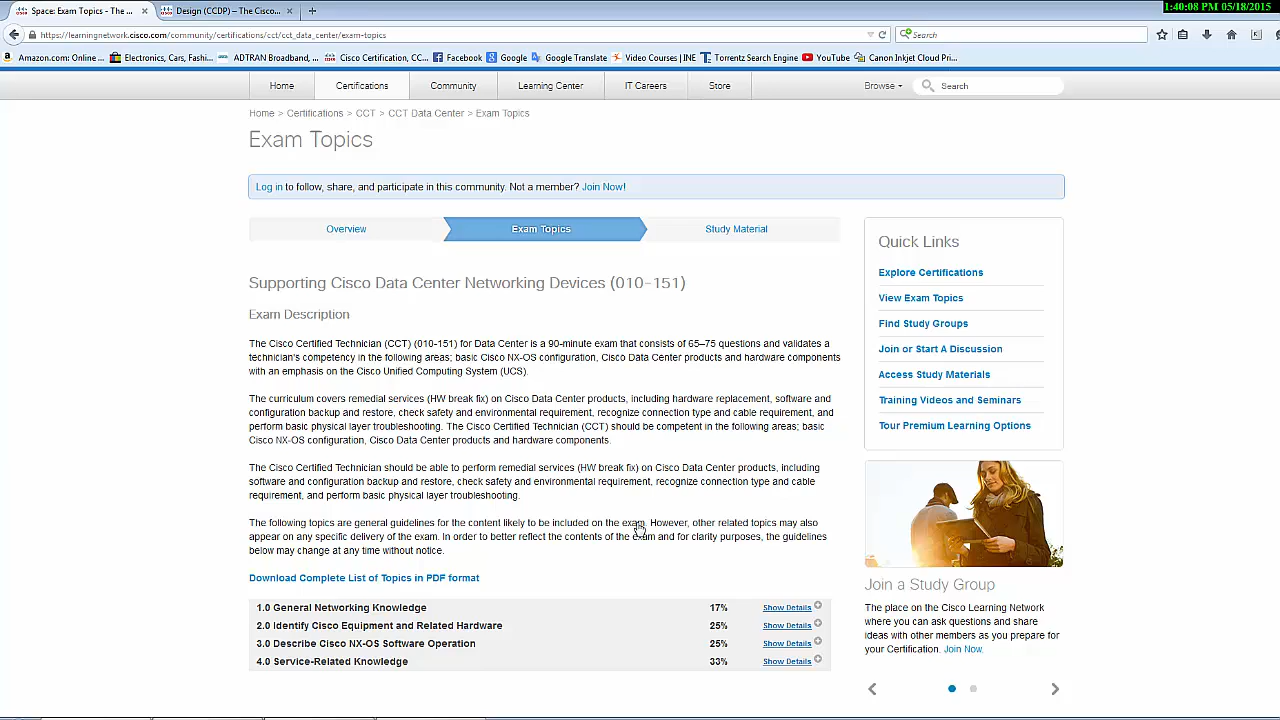 1:40:08 PM 05/18/2015
Space: Exam Topics - The ...
Design (CCDP) – The Cisco...
https://learningnetwork.cisco.com/community/certifications/cct/cct_data_center/exam-topics
Search
Amazon.com: Online ...
Electronics, Cars, Fashi...
ADTRAN Broadband, ...
Cisco Certification, CC...
Facebook
Google
Google Translate
Video Courses | INE
Torrentz Search Engine
YouTube
Canon Inkjet Cloud Pri...
Home
Certifications
Community
Learning Center
IT Careers
Store
Browse
Search
Home > Certifications > CCT > CCT Data Center > Exam Topics
Exam Topics
Log in to follow, share, and participate in this community. Not a member? Join Now!
Overview
Exam Topics
Study Material
Supporting Cisco Data Center Networking Devices (010-151)
Exam Description
The Cisco Certified Technician (CCT) (010-151) for Data Center is a 90-minute exam that consists of 65–75 questions and validates a
technician's competency in the following areas; basic Cisco NX-OS configuration, Cisco Data Center products and hardware components
with an emphasis on the Cisco Unified Computing System (UCS).
The curriculum covers remedial services (HW break fix) on Cisco Data Center products, including hardware replacement, software and
configuration backup and restore, check safety and environmental requirement, recognize connection type and cable requirement, and
perform basic physical layer troubleshooting. The Cisco Certified Technician (CCT) should be competent in the following areas; basic
Cisco NX-OS configuration, Cisco Data Center products and hardware components.
The Cisco Certified Technician should be able to perform remedial services (HW break fix) on Cisco Data Center products, including
software and configuration backup and restore, check safety and environmental requirement, recognize connection type and cable
requirement, and perform basic physical layer troubleshooting.
The following topics are general guidelines for the content likely to be included on the exam. However, other related topics may also
appear on any specific delivery of the exam. In order to better reflect the contents of the exam and for clarity purposes, the guidelines
below may change at any time without notice.
Download Complete List of Topics in PDF format
1.0 General Networking Knowledge 17% Show Details
2.0 Identify Cisco Equipment and Related Hardware 25% Show Details
3.0 Describe Cisco NX-OS Software Operation 25% Show Details
4.0 Service-Related Knowledge 33% Show Details
Quick Links
Explore Certifications
View Exam Topics
Find Study Groups
Join or Start A Discussion
Access Study Materials
Training Videos and Seminars
Tour Premium Learning Options
Join a Study Group
The place on the Cisco Learning Network
where you can ask questions and share
ideas with other members as you prepare
for your Certification. Join Now.